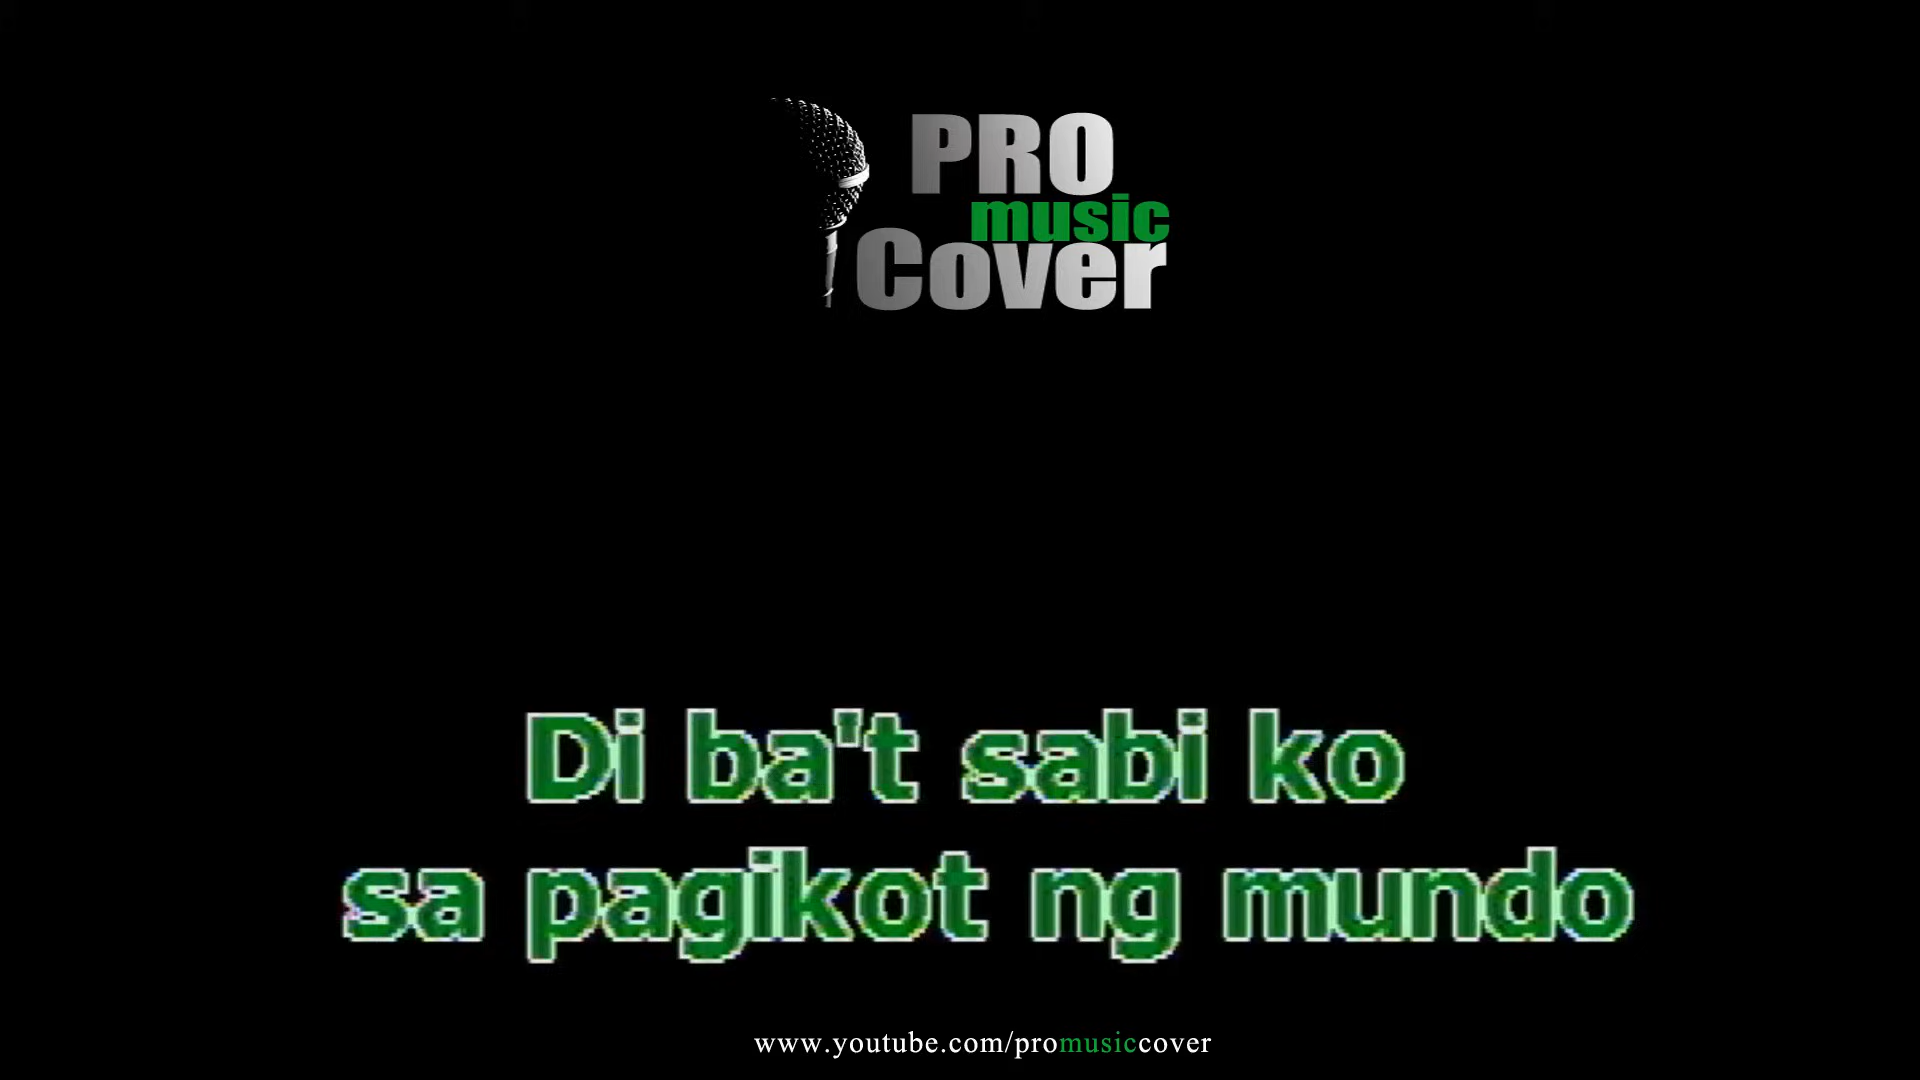 PRO
music
Cover
Di ba't sabi ko
sa pagikot ng mundo
www.youtube.com/promusiccover